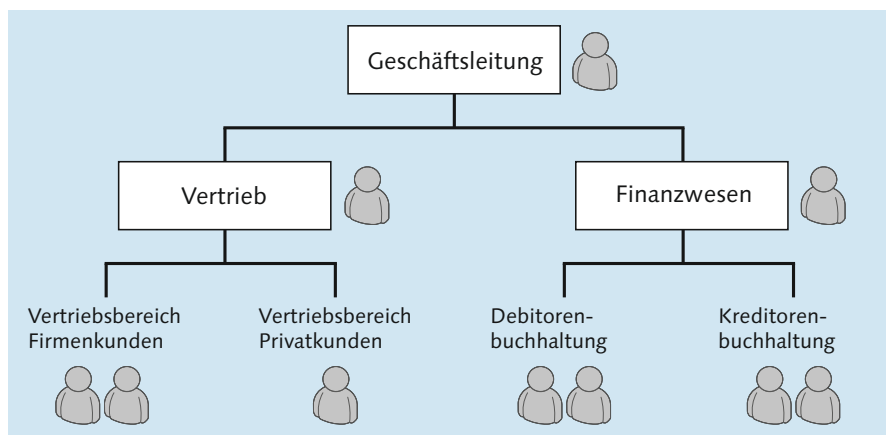 Geschäftsleitung
Vertrieb
Finanzwesen
Vertriebsbereich
Firmenkunden
Vertriebsbereich
Privatkunden
Debitoren-
buchhaltung
Kreditoren-
buchhaltung